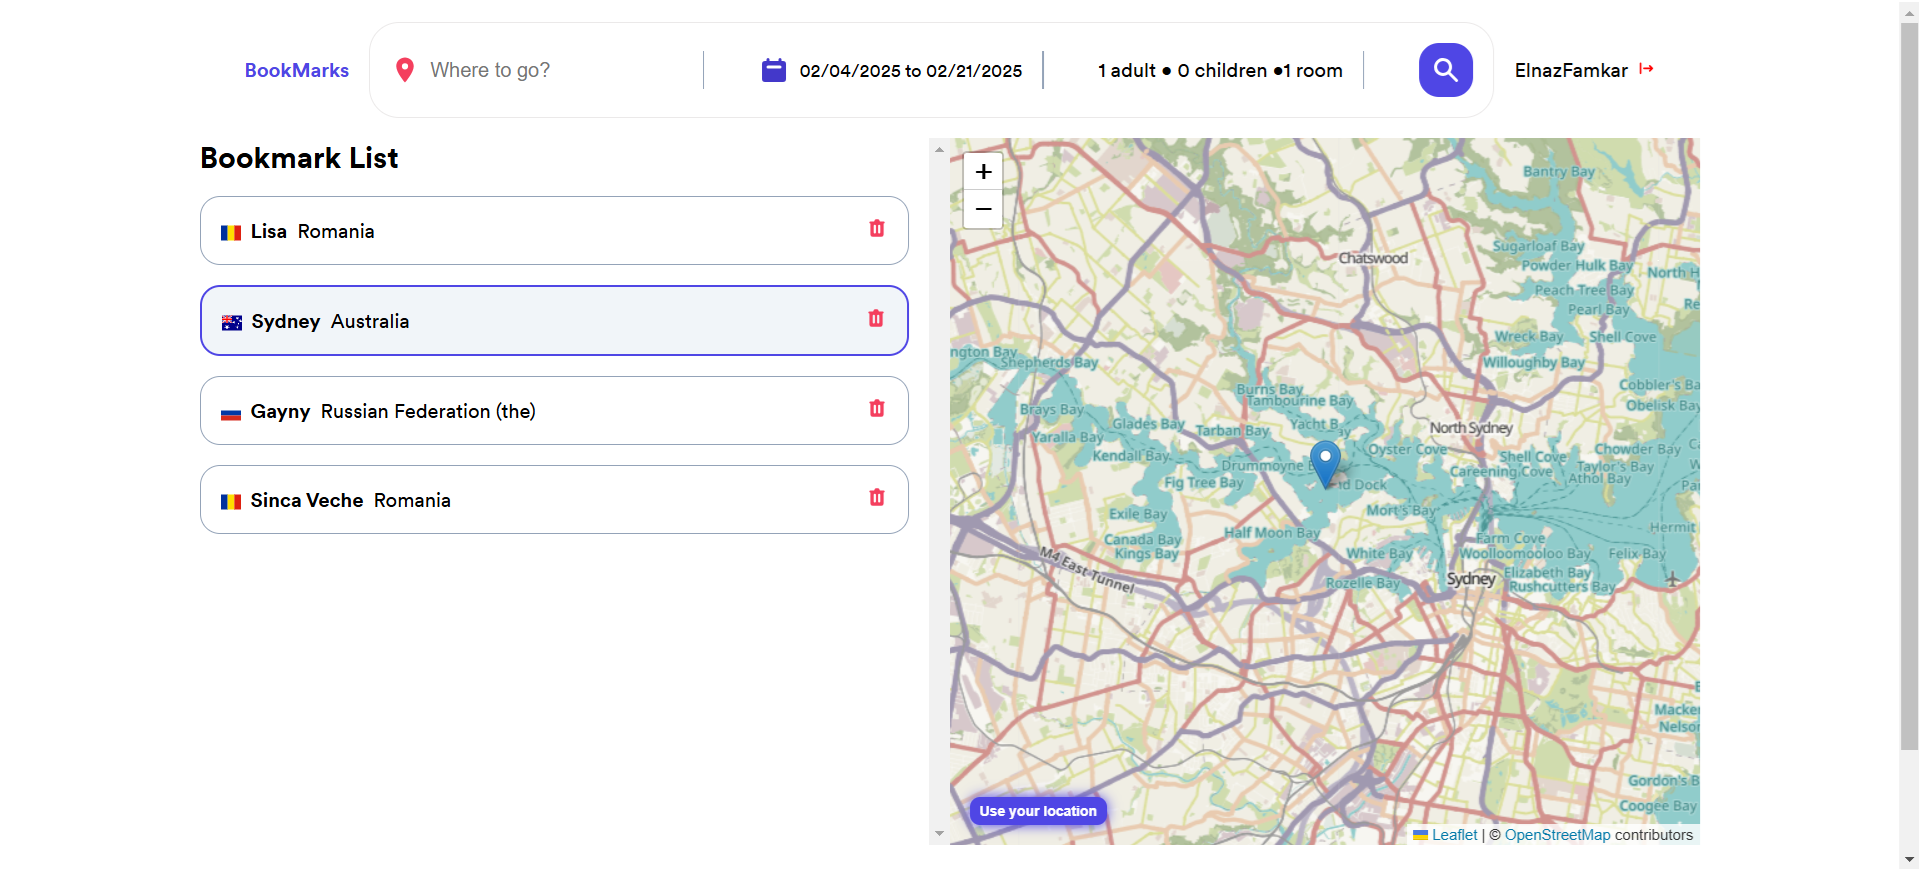 BookMarks
Where to go?
02/04/2025 to 02/21/2025
1 adult • 0 children •1 room
ElnazFamkar
Bookmark List
Lisa Romania
Sydney Australia
Gayny Russian Federation (the)
Sinca Veche Romania
+
−
Bantry Bay
Sugarloaf Bay
Chatswood
Powder Hulk Bay
North H
Peach Tree Bay
Re
Pearl Bay
Wreck Bay
Shell Cove
ngton Bay
Shepherds Bay
Willoughby Bay
Burns Bay
Cobbler's Ba
Tambourine Bay
Obelisk Bay
Brays Bay
Glades Bay
Tarban Bay
Yacht B
ay
North Sydney
Yaralla Bay
Oyster Cove
Chowder Bay
Ca
Kendall Bay
Drummoyne B
Shell Cove
Careening Cove
Taylor's Bay
W
Fig Tree Bay
ld Dock
Athol Bay
Pa
Exile Bay
Mort's Bay
Half Moon Bay
Hermit
Canada Bay
Farm Cove
Kings Bay
White Bay
Woolloomooloo Bay
Felix Bay
M4 East Tunnel
Rozelle Bay
Sydney
Elizabeth Bay
Rushcutters Bay
Macke
Nelson
Gordon's B
Coogee Bay
Use your location
Leaflet | © OpenStreetMap contributors